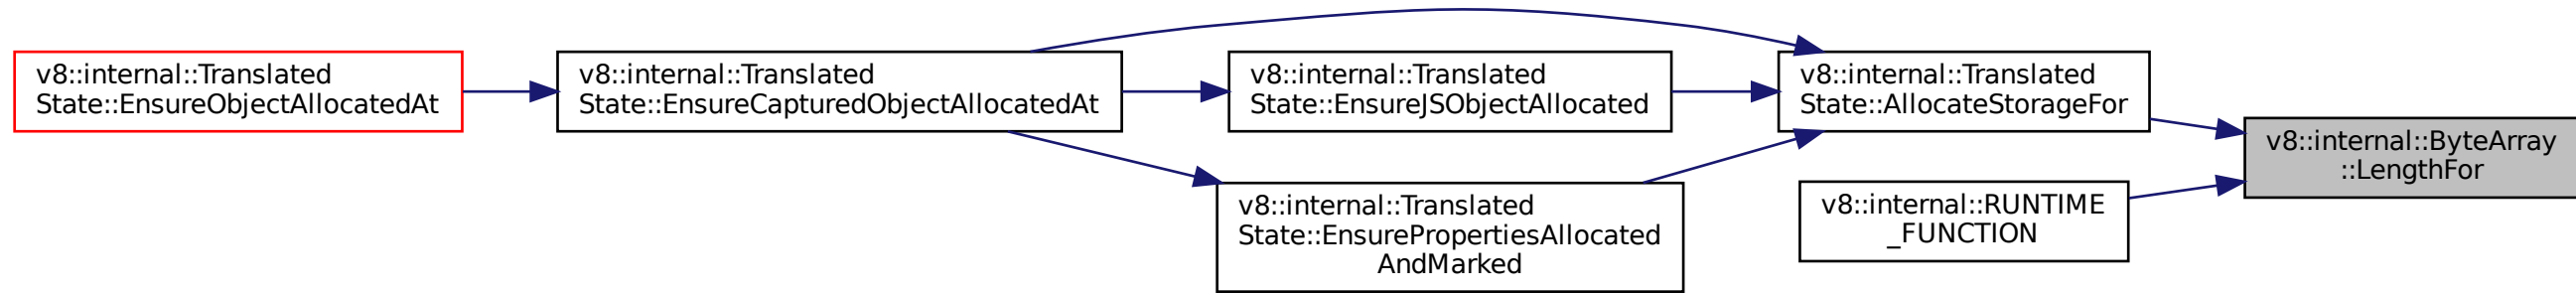 v8::internal::Translated
State::EnsureObjectAllocatedAt
v8::internal::Translated
State::EnsureCapturedObjectAllocatedAt
v8::internal::Translated
State::EnsureJSObjectAllocated
v8::internal::Translated
State::EnsurePropertiesAllocated
AndMarked
v8::internal::Translated
State::AllocateStorageFor
v8::internal::RUNTIME
_FUNCTION
v8::internal::ByteArray
::LengthFor